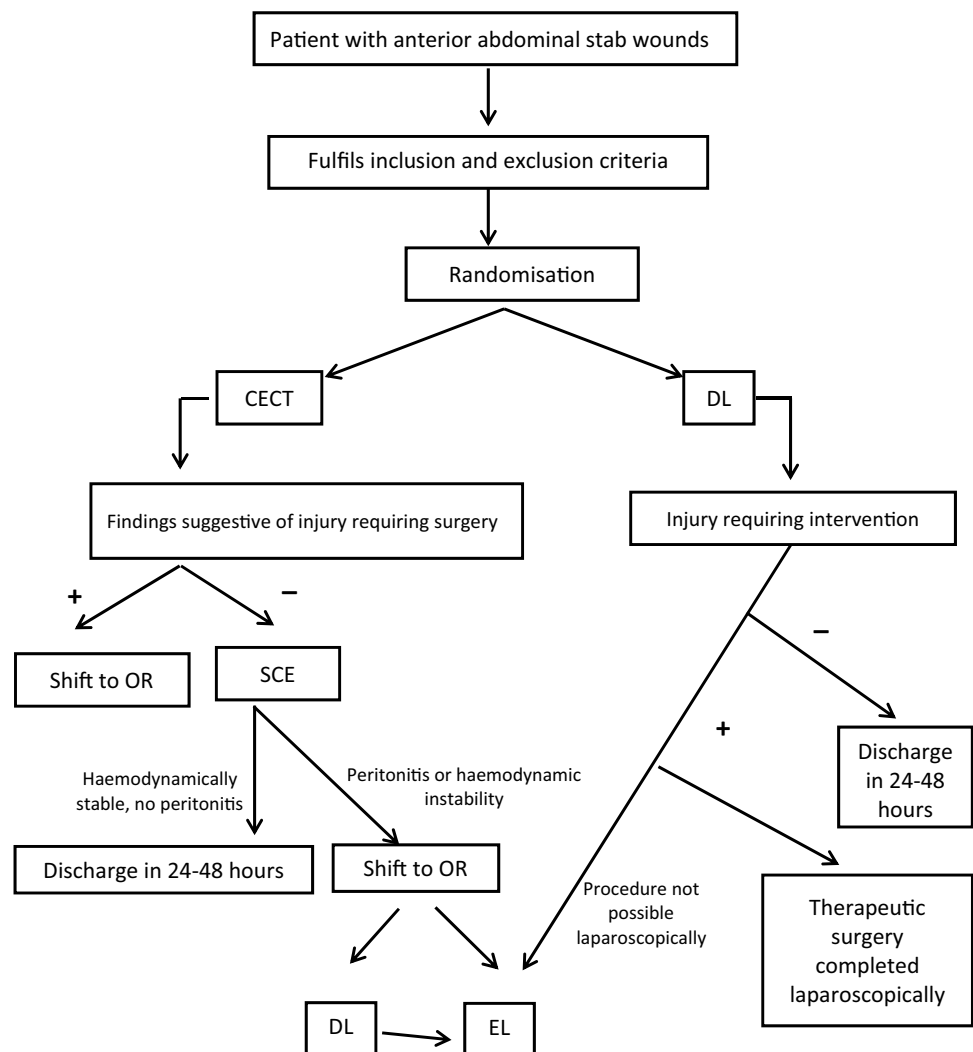 Patient with anterior abdominal stab wounds
Fulfils inclusion and exclusion criteria
Randomisation
CECT
DL
Findings suggestive of injury requiring surgery
Injury requiring intervention
+
−
Shift to OR
SCE
−
+
Discharge
in 24-48
hours
Haemodynamically
stable, no peritonitis
Peritonitis or haemodynamic
instability
Discharge in 24-48 hours
Shift to OR
Procedure not
possible
laparoscopically
Therapeutic
surgery
completed
laparoscopically
DL
EL